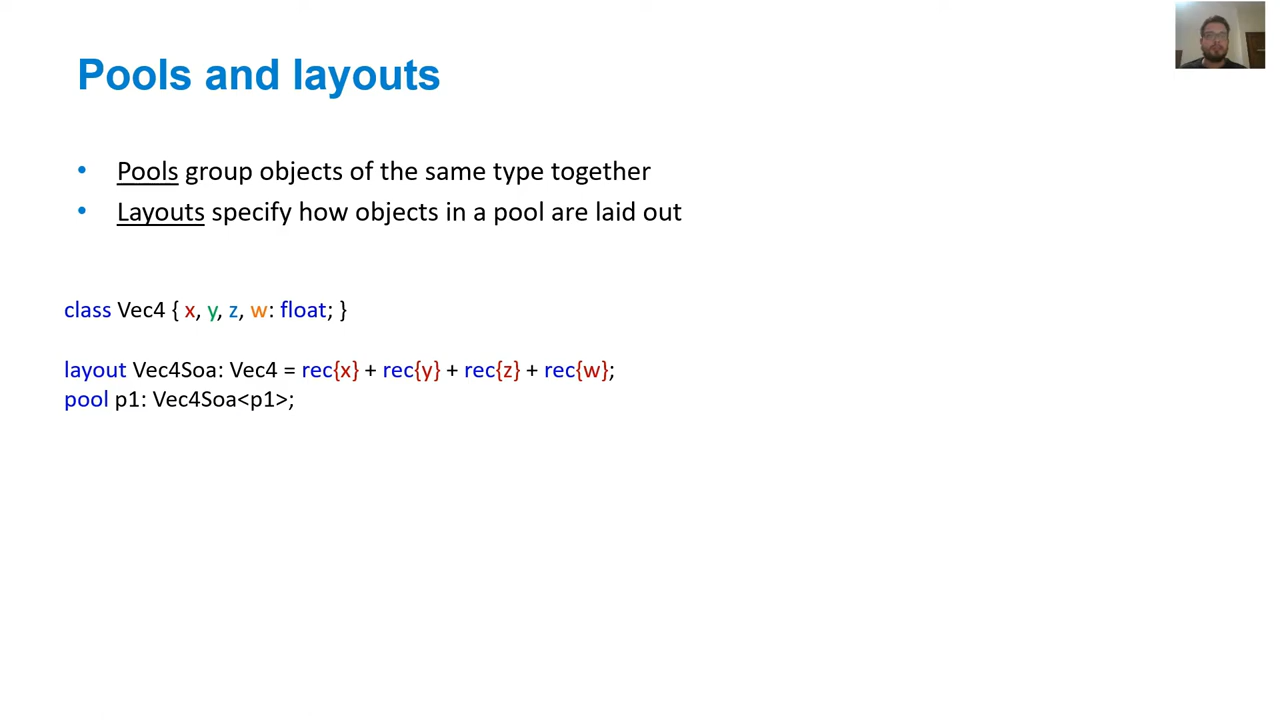 Pools and layouts
• Pools group objects of the same type together
• Layouts specify how objects in a pool are laid out
class Vec4 { x, y, z, w: float; }
layout Vec4Soa: Vec4 = rec{x} + rec{y} + rec{z} + rec{w};
pool p1: Vec4Soa<p1>;